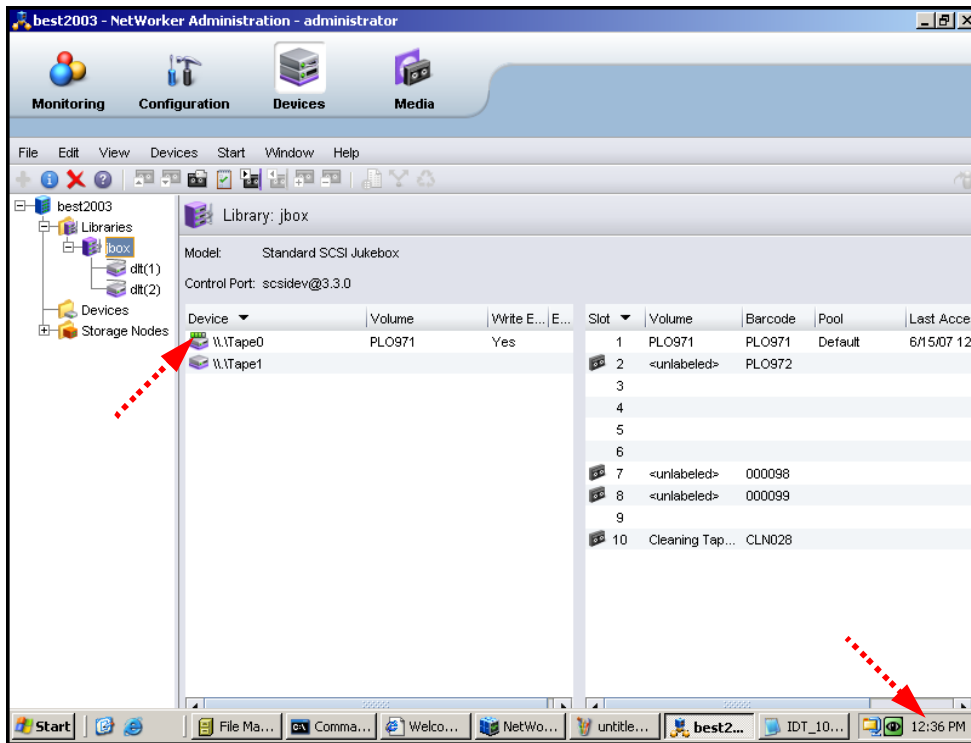 best2003 - NetWorker Administration - administrator
Monitoring Configuration Devices Media
File Edit View Devices Start Window Help
best2003
Libraries
jbox
dlt(1)
dlt(2)
Devices
Storage Nodes
Library: jbox
Model: Standard SCSI Jukebox
Control Port: scsidev@3.3.0
Device Volume Write E... E...
\\.\Tape0 PLO971 Yes
\\.\Tape1
Slot Volume Barcode Pool Last Acce
1 PLO971 PLO971 Default 6/15/07 12
2 <unlabeled> PLO972
3
4
5
6
7 <unlabeled> 000098
8 <unlabeled> 000099
9
10 Cleaning Tap... CLN028
Start File Ma... Comma... Welco... NetWo... untitle... best2... IDT_10... 12:36 PM